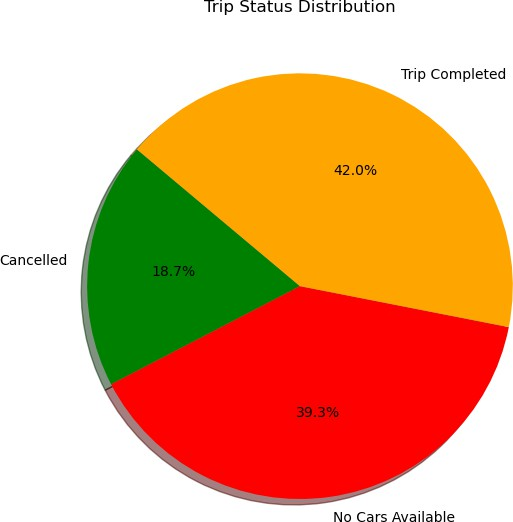 Trip Status Distribution
Trip Completed
42.0%
Cancelled
18.7%
39.3%
No Cars Available